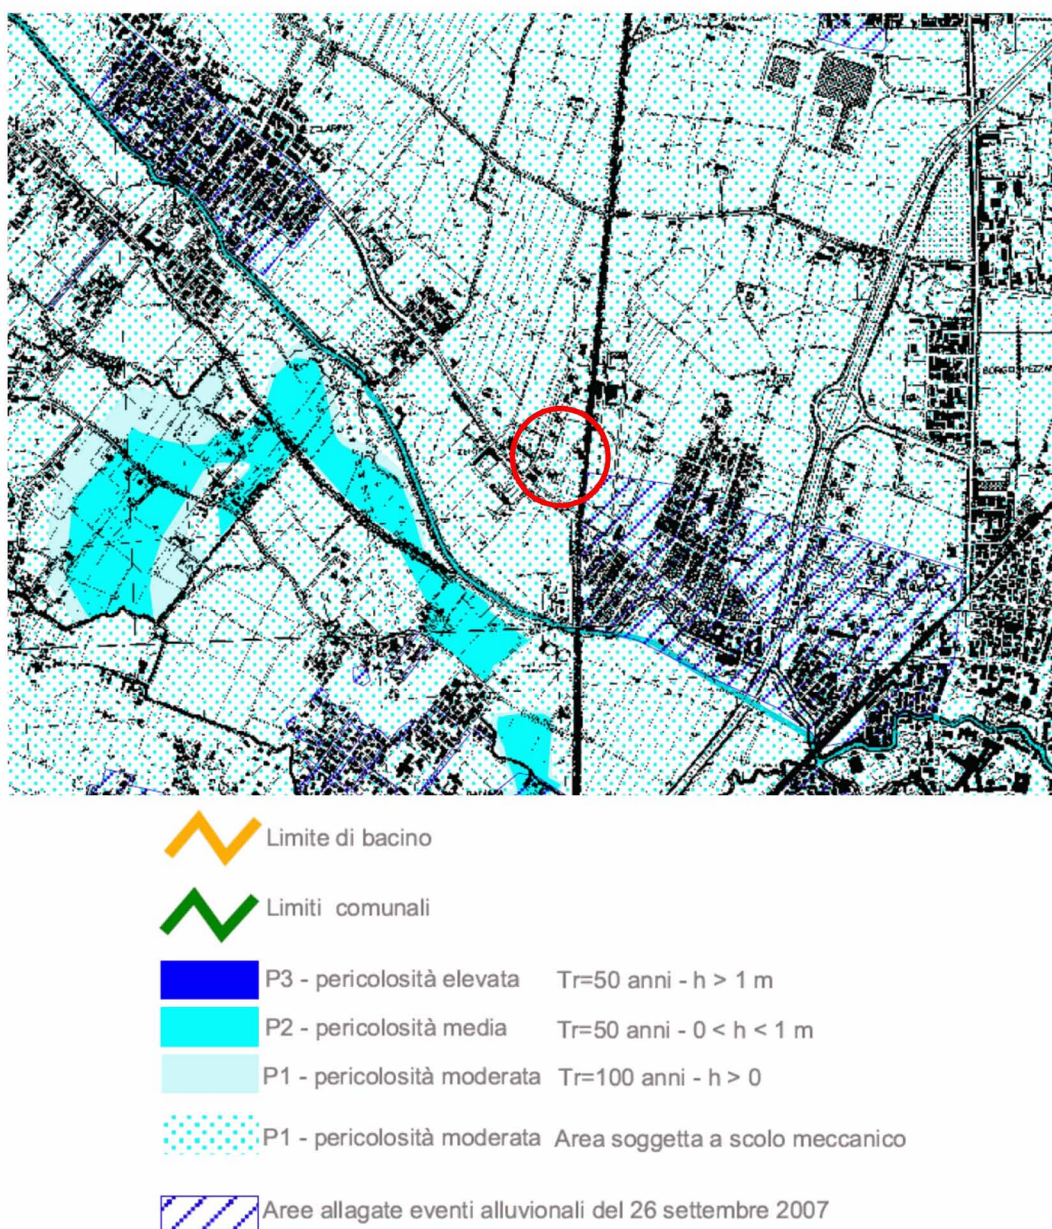 Limite di bacino
Limiti comunali
P3 - pericolosità elevata Tr=50 anni - h > 1 m
P2 - pericolosità media Tr=50 anni - 0 < h < 1 m
P1 - pericolosità moderata Tr=100 anni - h > 0
P1 - pericolosità moderata Area soggetta a scolo meccanico
Aree allagate eventi alluvionali del 26 settembre 2007